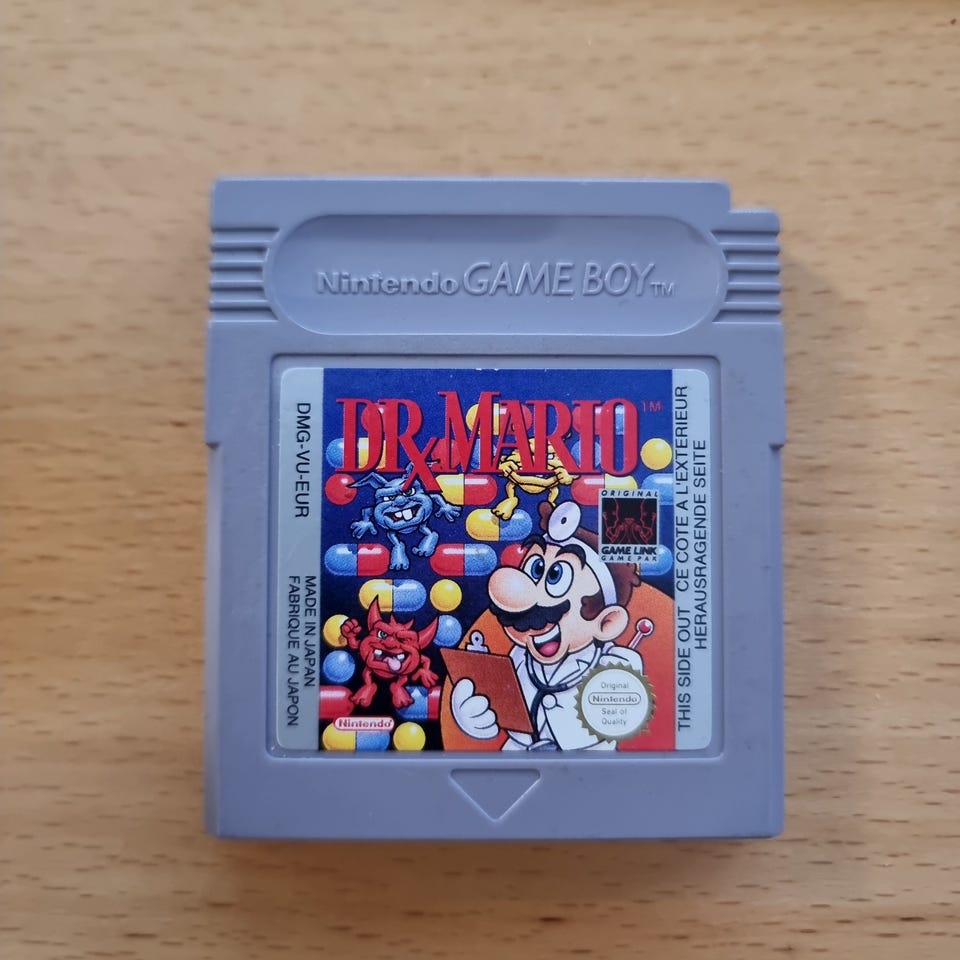 Nintendo GAME BOY TM
DMG-VU-EUR
MADE IN JAPAN
FABRIQUE AU JAPON
DR. MARIO TM
ORIGINAL
GAME LINK
GAME PAK
Nintendo
Original
Nintendo
Seal of
Quality
THIS SIDE OUT CE COTE A L'EXTERIEUR
HERAUSRAGENDE SEITE